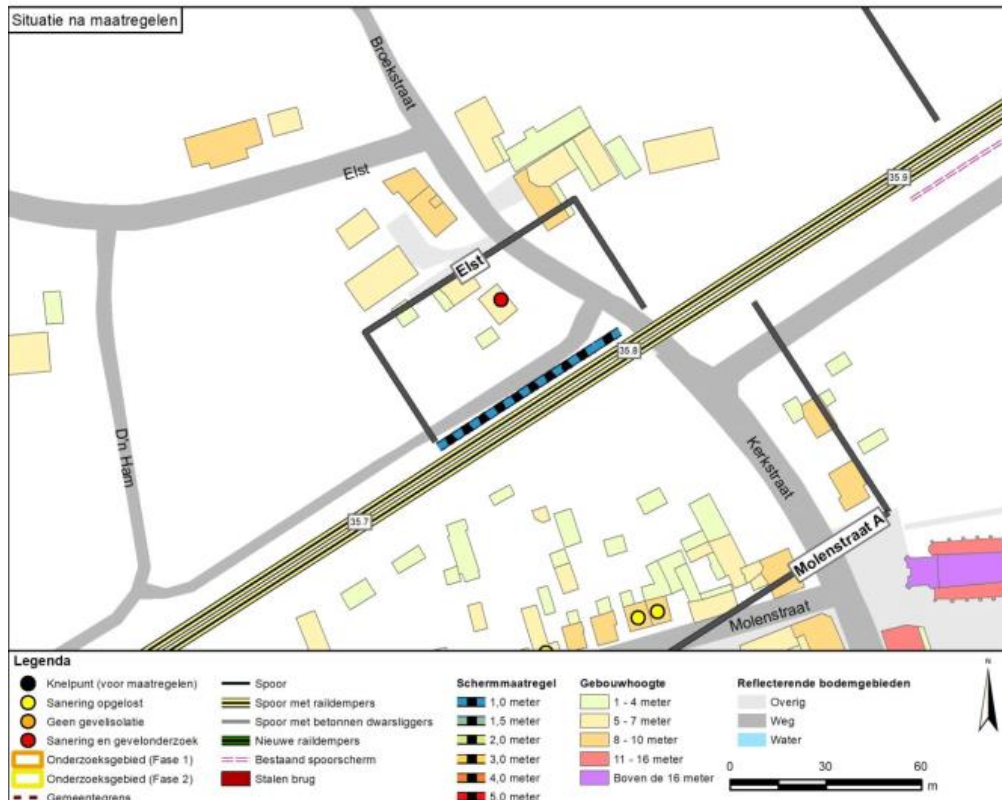 Situatie na maatregelen
Broekstraat
Elst
35.9
Elst
35.8
D'n Ham
Kerkstraat
35.7
Molenstraat A
Molenstraat
Legenda
Knelpunt (voor maatregelen)
Sanering opgelost
Geen gevelisolatie
Sanering en gevelonderzoek
Onderzoeksgebied (Fase 1)
Onderzoeksgebied (Fase 2)
Gemeentegrens
Spoor
Spoor met raildempers
Spoor met betonnen dwarsliggers
Nieuwe raildempers
Bestaand spoorscherm
Stalen brug
Schermmaatregel
1,0 meter
1,5 meter
2,0 meter
3,0 meter
4,0 meter
5,0 meter
Gebouwhoogte
1 - 4 meter
5 - 7 meter
8 - 10 meter
11 - 16 meter
Boven de 16 meter
Reflecterende bodemgebieden
Overig
Weg
Water
N
0 30 60
m